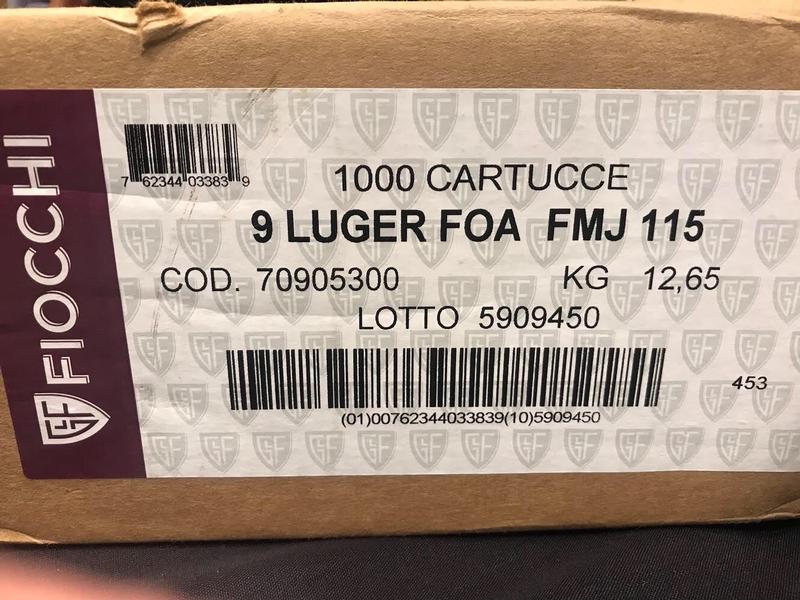 FIOCCHI
7 62344 03383 9
1000 CARTUCCE
9 LUGER FOA FMJ 115
COD. 70905300 KG 12,65
LOTTO 5909450
453
(01)00762344033839(10)5909450